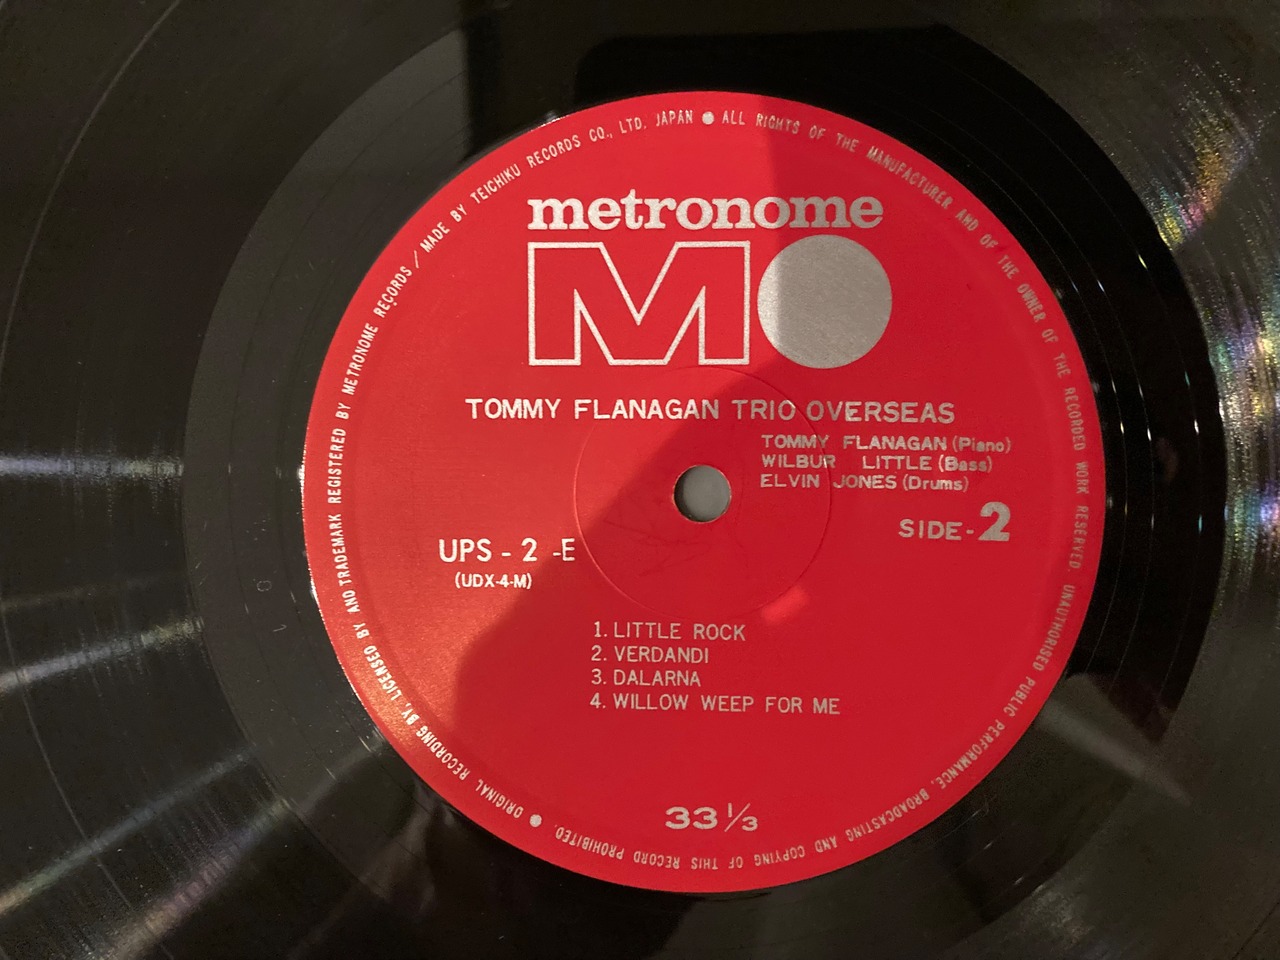 ORIGINAL RECORDING BY, LICENSED BY AND TRADEMARK REGISTERED BY METRONOME RECORDS / MADE BY TEICHIKU RECORDS CO., LTD. JAPAN ● ALL RIGHTS OF THE MANUFACTURER AND OF THE OWNER OF THE RECORDED WORK RESERVED UNAUTHORISED PUBLIC PERFORMANCE, BROADCASTING AND COPYING OF THIS RECORD PROHIBITED. ●
metronome
M
TOMMY FLANAGAN TRIO OVERSEAS
TOMMY FLANAGAN (Piano)
WILBUR LITTLE (Bass)
ELVIN JONES (Drums)
SIDE-2
UPS - 2 -E
(UDX-4-M)
1. LITTLE ROCK
2. VERDANDI
3. DALARNA
4. WILLOW WEEP FOR ME
33 1/3